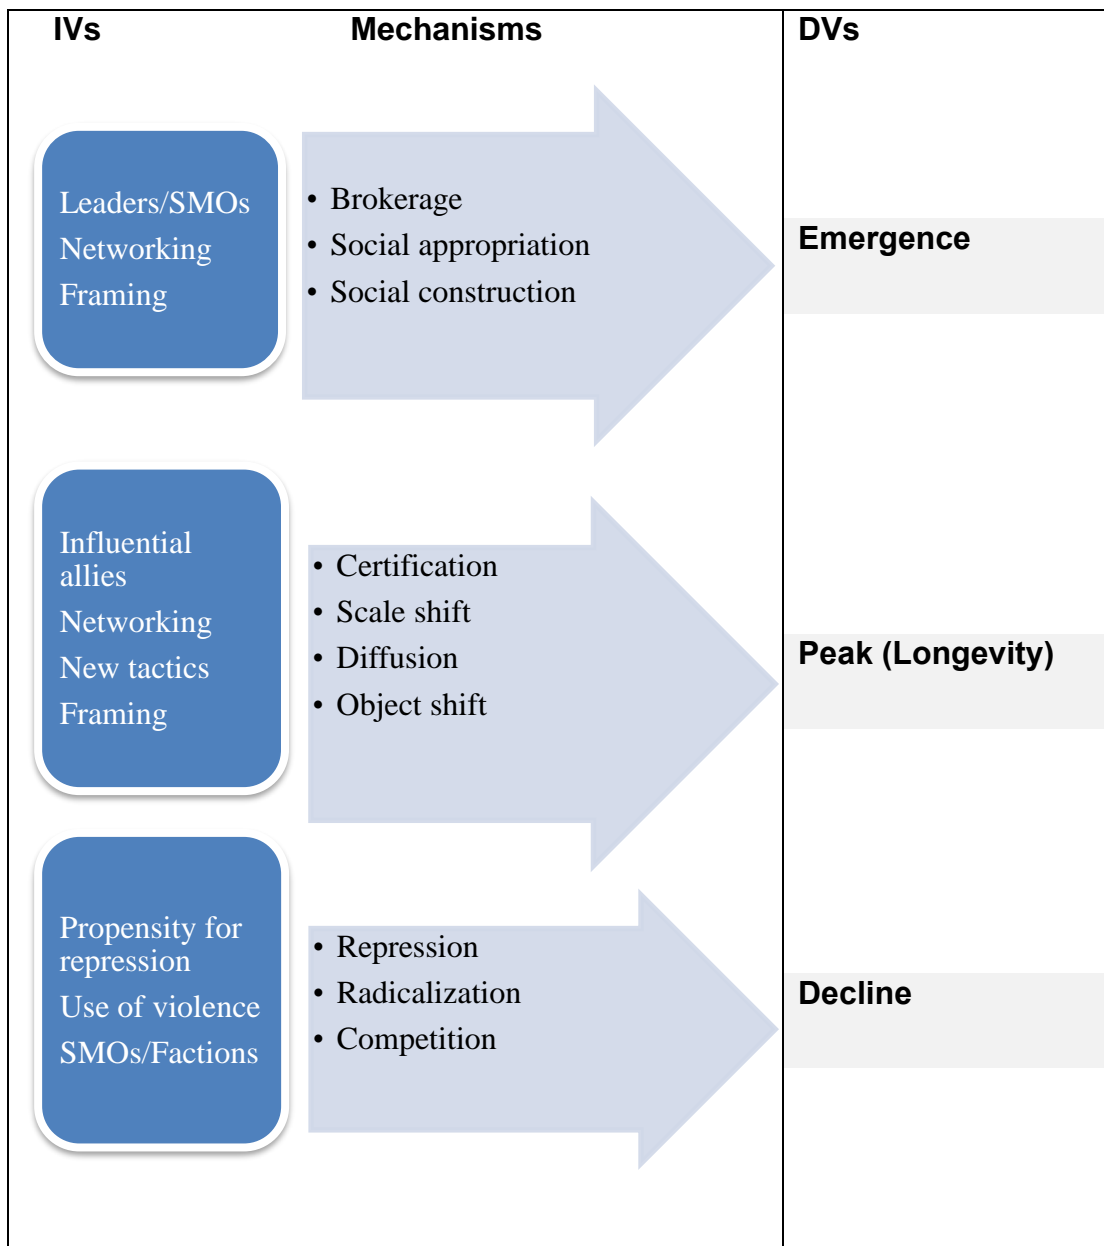 IVs Mechanisms DVs
Leaders/SMOs
Networking
Framing
• Brokerage
• Social appropriation
• Social construction
Emergence
Influential
allies
Networking
New tactics
Framing
• Certification
• Scale shift
• Diffusion
• Object shift
Peak (Longevity)
Propensity for
repression
Use of violence
SMOs/Factions
• Repression
• Radicalization
• Competition
Decline